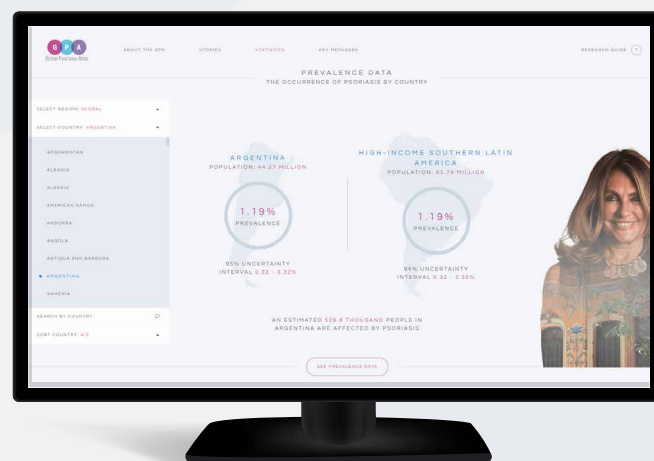 G P A
Global Psoriasis Atlas
ABOUT THE GPA
STORIES
STATISTICS
KEY MESSAGES
RESEARCH GUIDE
PREVALENCE DATA
THE OCCURRENCE OF PSORIASIS BY COUNTRY
SELECT REGION: GLOBAL
SELECT COUNTRY: ARGENTINA
AFGHANISTAN
ALBANIA
ALGERIA
AMERICAN SAMOA
ANDORRA
ANGOLA
ANTIGUA AND BARBUDA
ARGENTINA
ARMENIA
SEARCH BY COUNTRY
SORT COUNTRY: A-Z
ARGENTINA
POPULATION: 44.27 MILLION
1.19%
PREVALENCE
95% UNCERTAINTY
INTERVAL 0.32 - 3.32%
HIGH-INCOME SOUTHERN LATIN
AMERICA
POPULATION: 65.76 MILLION
1.19%
PREVALENCE
95% UNCERTAINTY
INTERVAL 0.32 - 3.32%
AN ESTIMATED 526.8 THOUSAND PEOPLE IN
ARGENTINA ARE AFFECTED BY PSORIASIS
SEE PREVALENCE DATA